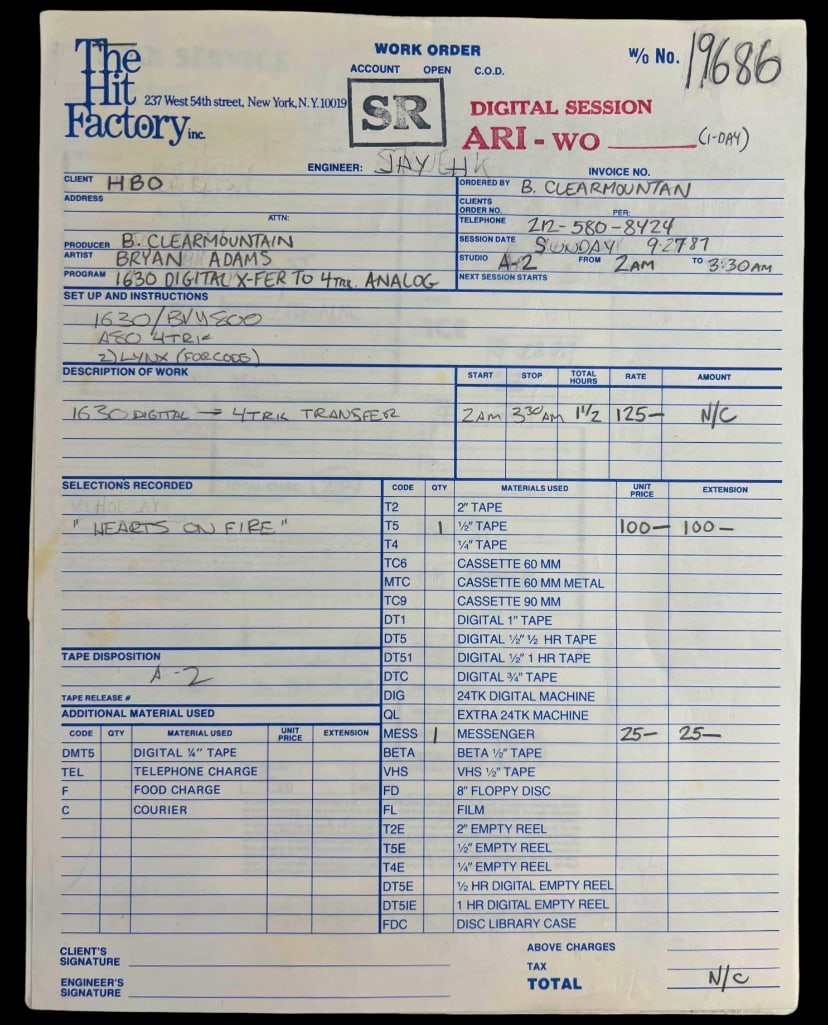 The Hit Factory inc.
237 West 54th street, New York, N.Y. 10019
WORK ORDER
ACCOUNT OPEN C.O.D.
W/O No. 19686
SR
DIGITAL SESSION
ARI - WO (1-DAY)
ENGINEER: JAY
INVOICE NO.
CLIENT HBO
ORDERED BY B. CLEARMOUNTAN
ADDRESS
CLIENTS ORDER NO. PER:
ATTN:
TELEPHONE 212-580-8424
PRODUCER B. CLEARMOUNTAIN
SESSION DATE SUNDAY 9.2787
ARTIST BRYAN ADAMS
STUDIO A-2 FROM 2AM TO 3:30AM
PROGRAM 1630 DIGITAL X-FER TO 4TRK. ANALOG
NEXT SESSION STARTS
SET UP AND INSTRUCTIONS
1630/BVU800
A80 4TRK
2) LYNX (FOR CODE)
DESCRIPTION OF WORK START STOP TOTAL HOURS RATE AMOUNT
1630 DIGITAL → 4TRK TRANSFER 2AM 3:30AM 1 1/2 125- N/C
SELECTIONS RECORDED
"HEARTS ON FIRE"
TAPE DISPOSITION
A-2
TAPE RELEASE #
ADDITIONAL MATERIAL USED
CODE QTY MATERIAL USED UNIT PRICE EXTENSION
DMT5 DIGITAL ¼" TAPE
TEL TELEPHONE CHARGE
F FOOD CHARGE
C COURIER
CODE QTY MATERIALS USED UNIT PRICE EXTENSION
T2 2" TAPE
T5 1 ½" TAPE 100- 100-
T4 ¼" TAPE
TC6 CASSETTE 60 MM
MTC CASSETTE 60 MM METAL
TC9 CASSETTE 90 MM
DT1 DIGITAL 1" TAPE
DT5 DIGITAL ½" ½ HR TAPE
DT51 DIGITAL ½" 1 HR TAPE
DTC DIGITAL ¾" TAPE
DIG 24TK DIGITAL MACHINE
QL EXTRA 24TK MACHINE
MESS 1 MESSENGER 25- 25-
BETA BETA ½" TAPE
VHS VHS ½" TAPE
FD 8" FLOPPY DISC
FL FILM
T2E 2" EMPTY REEL
T5E ½" EMPTY REEL
T4E ¼" EMPTY REEL
DT5E ½ HR DIGITAL EMPTY REEL
DT5IE 1 HR DIGITAL EMPTY REEL
FDC DISC LIBRARY CASE
CLIENT'S SIGNATURE
ENGINEER'S SIGNATURE
ABOVE CHARGES
TAX
TOTAL N/C